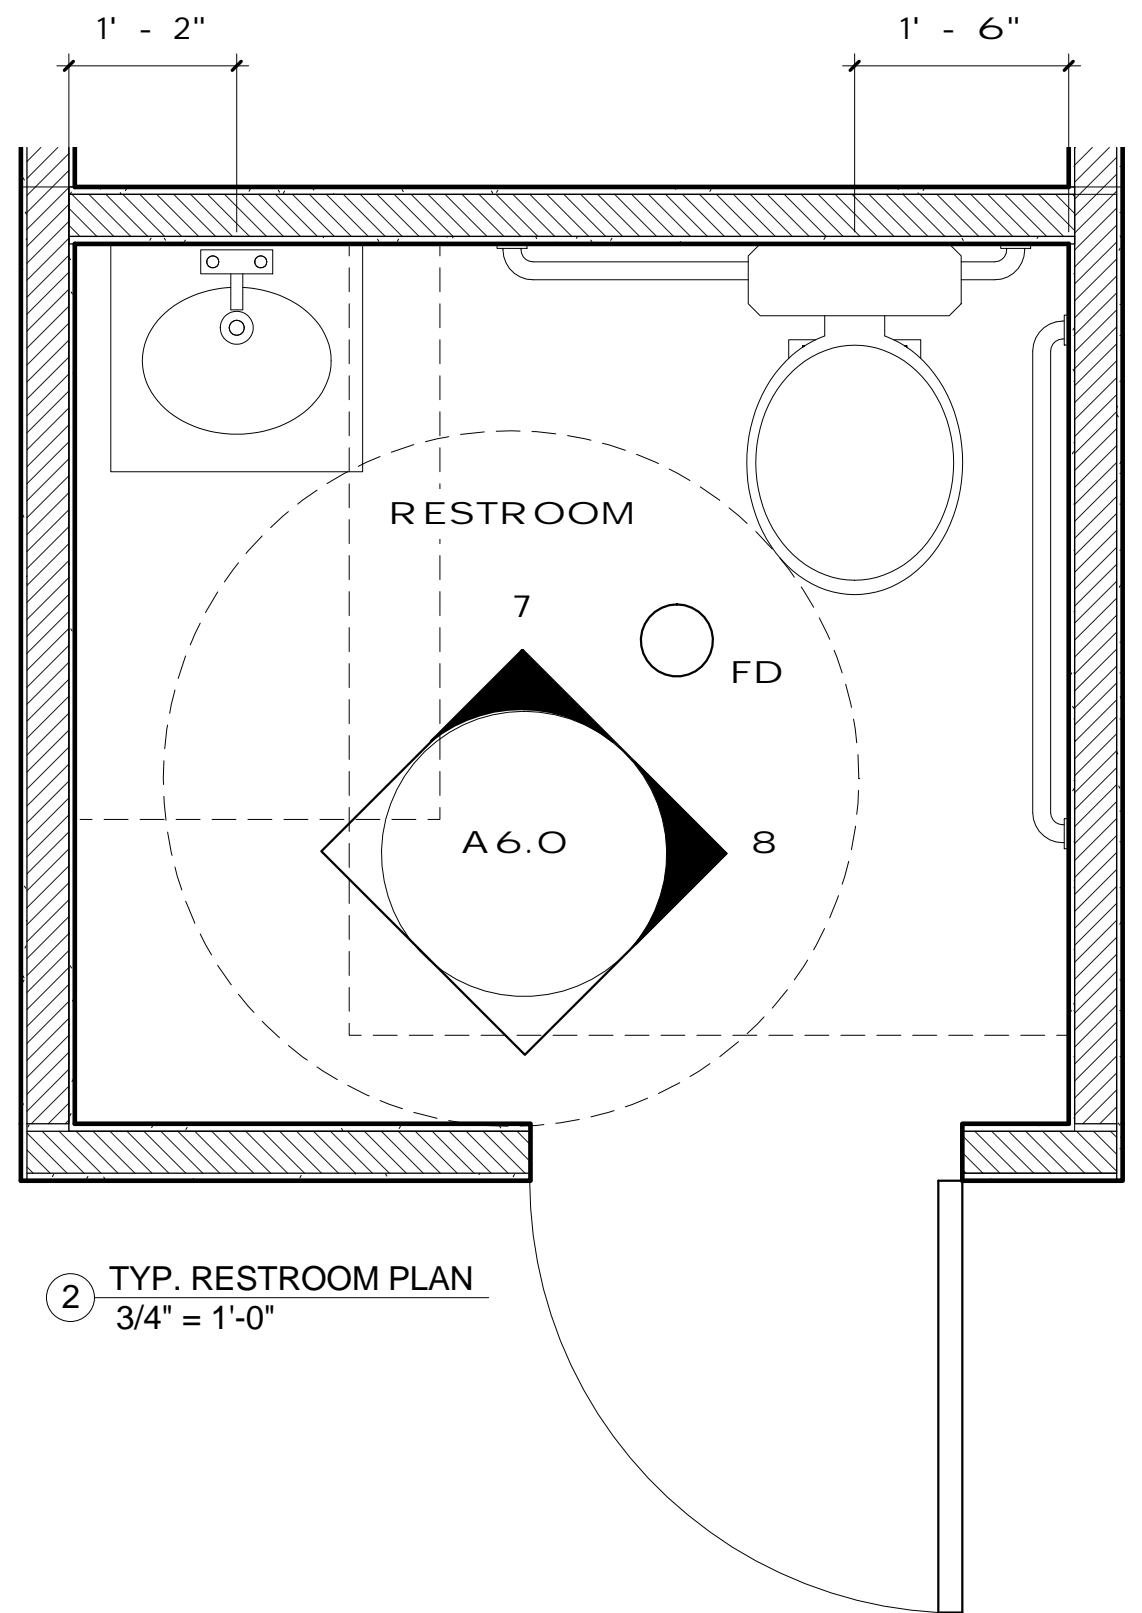 1' - 2"
1' - 6"
RESTROOM
7
FD
A6.0
8
2
TYP. RESTROOM PLAN
3/4" = 1'-0"